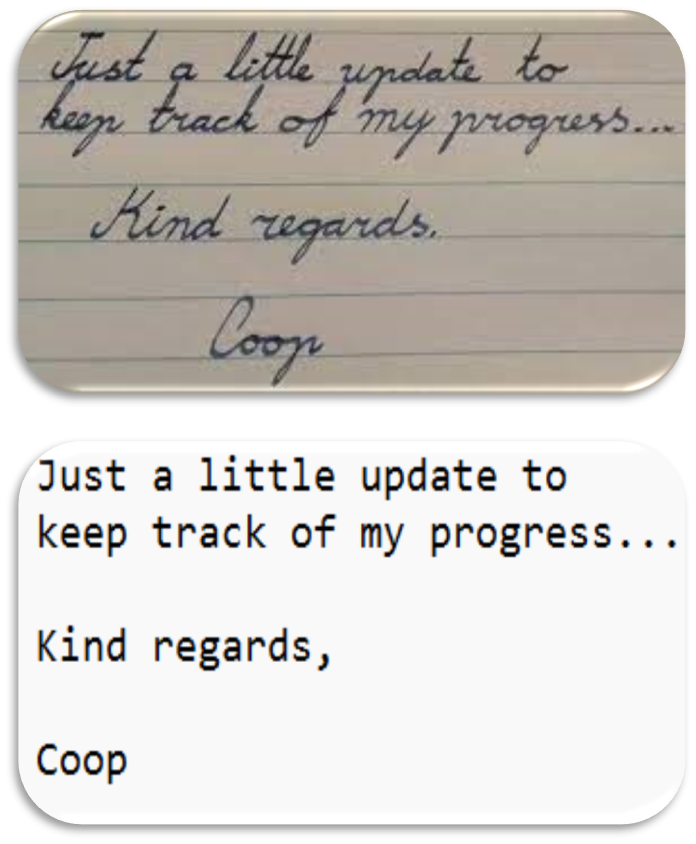 Just a little update to
keep track of my progress...
Kind regards.
Coop
Just a little update to
keep track of my progress...
Kind regards,
Coop